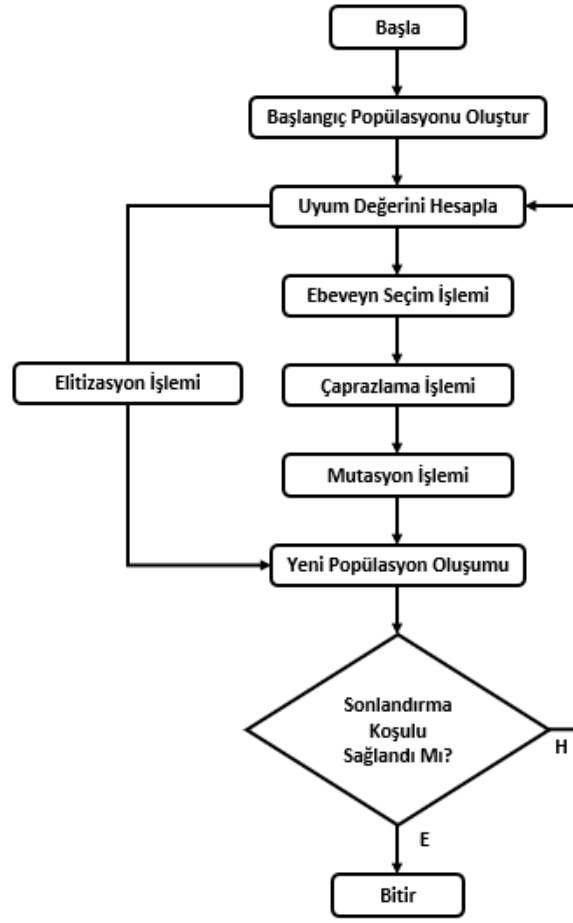 Başla
Başlangıç Popülasyonu Oluştur
Uyum Değerini Hesapla
Ebeveyn Seçim İşlemi
Elitizasyon İşlemi
Çaprazlama İşlemi
Mutasyon İşlemi
Yeni Popülasyon Oluşumu
Sonlandırma
Koşulu
Sağlandı Mı?
H
E
Bitir